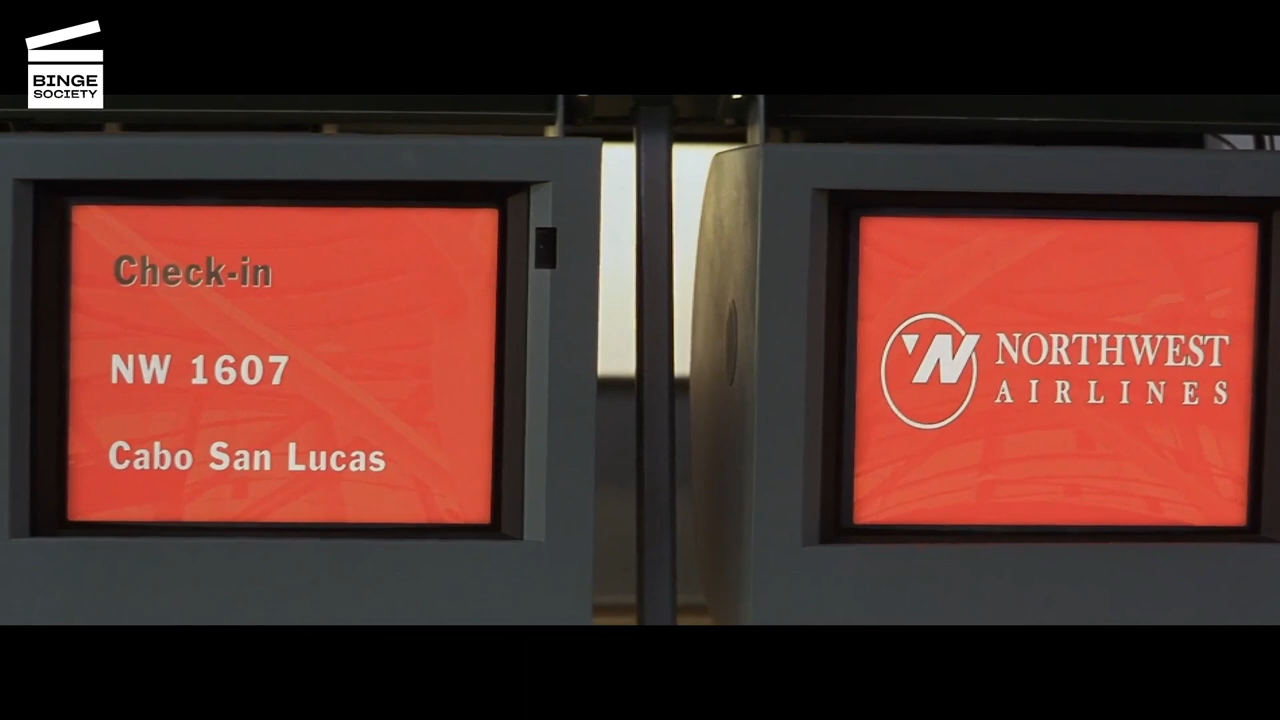 BINGE
SOCIETY
Check-in
NW 1607
Cabo San Lucas
NORTHWEST
AIRLINES